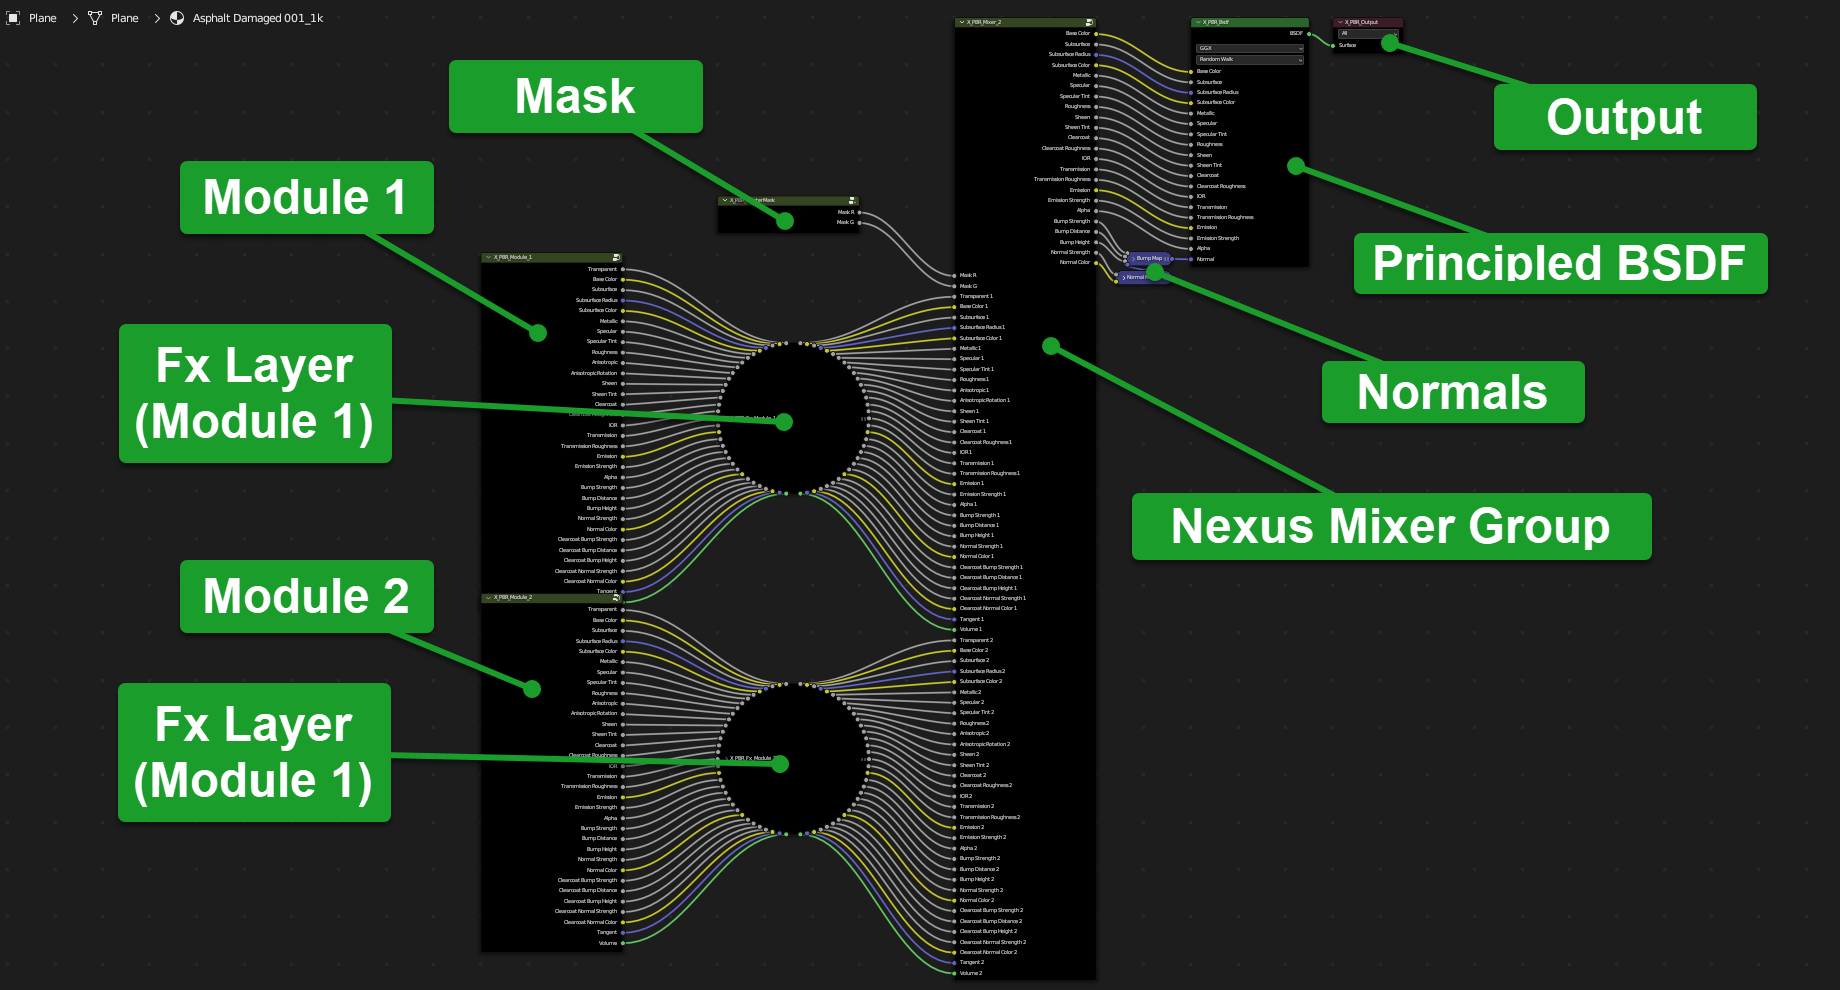 Plane
Plane
Asphalt Damaged 001_1k
Mask
Module 1
Fx Layer
(Module 1)
Module 2
Fx Layer
(Module 1)
Output
Principled BSDF
Normals
Nexus Mixer Group
Mask R
Mask G
X_PBR_Module_1
Transparent
Base Color
Subsurface
Subsurface Radius
Subsurface Color
Metallic
Specular
Specular Tint
Roughness
Anisotropic
Anisotropic Rotation
Sheen
Sheen Tint
Clearcoat
IOR
Transmission
Transmission Roughness
Emission
Emission Strength
Alpha
Bump Strength
Bump Distance
Bump Height
Normal Strength
Normal Color
Clearcoat Bump Strength
Clearcoat Bump Distance
Clearcoat Bump Height
Clearcoat Normal Strength
Clearcoat Normal Color
Tangent
X_PBR_Module_2
Transparent
Base Color
Subsurface
Subsurface Radius
Subsurface Color
Metallic
Specular
Specular Tint
Roughness
Anisotropic
Anisotropic Rotation
Sheen
Sheen Tint
Clearcoat
Clearcoat Roughness
IOR
Transmission
Transmission Roughness
Emission
Emission Strength
Alpha
Bump Strength
Bump Distance
Bump Height
Normal Strength
Normal Color
Clearcoat Bump Strength
Clearcoat Bump Distance
Clearcoat Bump Height
Clearcoat Normal Strength
Clearcoat Normal Color
Tangent
Volume
X_PBR_Fx_Module
X_PBR_Mixer_2
Base Color
Subsurface
Subsurface Radius
Subsurface Color
Metallic
Specular
Specular Tint
Roughness
Sheen
Sheen Tint
Clearcoat
Clearcoat Roughness
IOR
Transmission
Transmission Roughness
Emission
Emission Strength
Alpha
Bump Strength
Bump Distance
Bump Height
Normal Strength
Normal Color
Mask R
Mask G
Transparent 1
Base Color 1
Subsurface 1
Subsurface Radius 1
Subsurface Color 1
Metallic 1
Specular 1
Specular Tint 1
Roughness 1
Anisotropic 1
Anisotropic Rotation 1
Sheen 1
Sheen Tint 1
Clearcoat 1
Clearcoat Roughness 1
IOR 1
Transmission 1
Transmission Roughness 1
Emission 1
Emission Strength 1
Alpha 1
Bump Strength 1
Bump Distance 1
Bump Height 1
Normal Strength 1
Normal Color 1
Clearcoat Bump Strength 1
Clearcoat Bump Distance 1
Clearcoat Bump Height 1
Clearcoat Normal Strength 1
Clearcoat Normal Color 1
Tangent 1
Volume 1
Transparent 2
Base Color 2
Subsurface 2
Subsurface Radius 2
Subsurface Color 2
Metallic 2
Specular 2
Specular Tint 2
Roughness 2
Anisotropic 2
Anisotropic Rotation 2
Sheen 2
Sheen Tint 2
Clearcoat 2
Clearcoat Roughness 2
IOR 2
Transmission 2
Transmission Roughness 2
Emission 2
Emission Strength 2
Alpha 2
Bump Strength 2
Bump Distance 2
Bump Height 2
Normal Strength 2
Normal Color 2
Clearcoat Bump Strength 2
Clearcoat Bump Distance 2
Clearcoat Bump Height 2
Clearcoat Normal Strength 2
Clearcoat Normal Color 2
Tangent 2
Volume 2
Bump Map
Normal
X_PBR_Bsdf
BSDF
GGX
Random Walk
Base Color
Subsurface
Subsurface Radius
Subsurface Color
Metallic
Specular
Specular Tint
Roughness
Sheen
Sheen Tint
Clearcoat
Clearcoat Roughness
IOR
Transmission
Transmission Roughness
Emission
Emission Strength
Alpha
Normal
X_PBR_Output
All
Surface